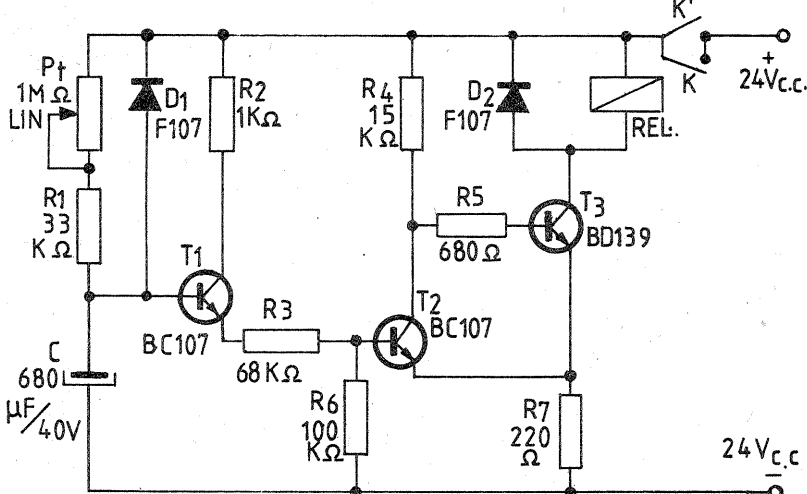 K'
+
24Vc.c.
K
Pt
1MΩ
LIN
D1
F107
R2
1KΩ
R4
15
KΩ
D2
F107
REL.
R1
33
KΩ
R5
680Ω
T3
BD139
T1
BC107
R3
68KΩ
T2
BC107
C
680
µF/40V
R6
100
KΩ
R7
220
Ω
24Vc.c
−